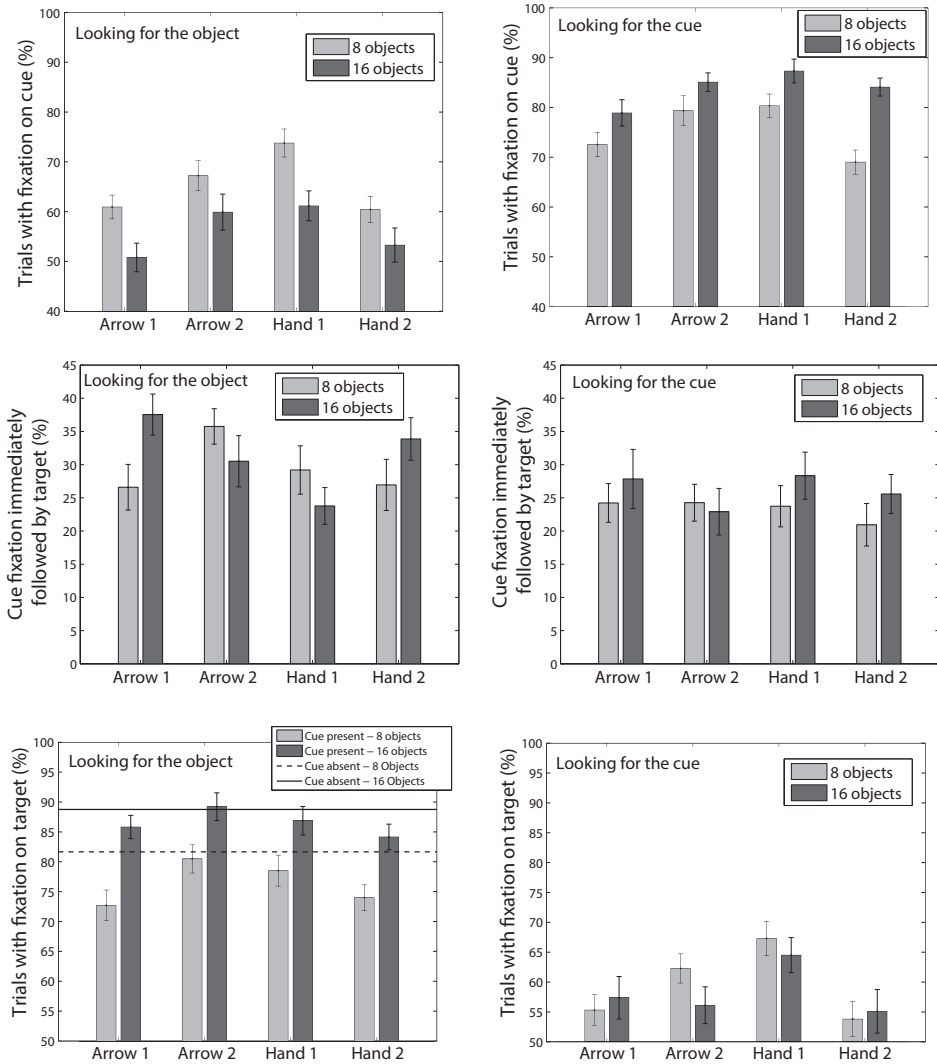 Trials with fixation on cue (%)
100
90
80
70
60
50
40
Looking for the object
8 objects
16 objects
Arrow 1 Arrow 2 Hand 1 Hand 2
Trials with fixation on cue (%)
100
90
80
70
60
50
40
Looking for the cue
8 objects
16 objects
Arrow 1 Arrow 2 Hand 1 Hand 2
Cue fixation immediately
followed by target (%)
45
40
35
30
25
20
15
10
5
0
Looking for the object
8 objects
16 objects
Arrow 1 Arrow 2 Hand 1 Hand 2
Cue fixation immediately
followed by target (%)
45
40
35
30
25
20
15
10
5
0
Looking for the cue
8 objects
16 objects
Arrow 1 Arrow 2 Hand 1 Hand 2
Trials with fixation on target (%)
100
95
90
85
80
75
70
65
60
55
50
Looking for the object
Cue present – 8 objects
Cue present – 16 objects
Cue absent – 8 Objects
Cue absent – 16 Objects
Arrow 1 Arrow 2 Hand 1 Hand 2
Trials with fixation on target (%)
100
95
90
85
80
75
70
65
60
55
50
Looking for the cue
8 objects
16 objects
Arrow 1 Arrow 2 Hand 1 Hand 2